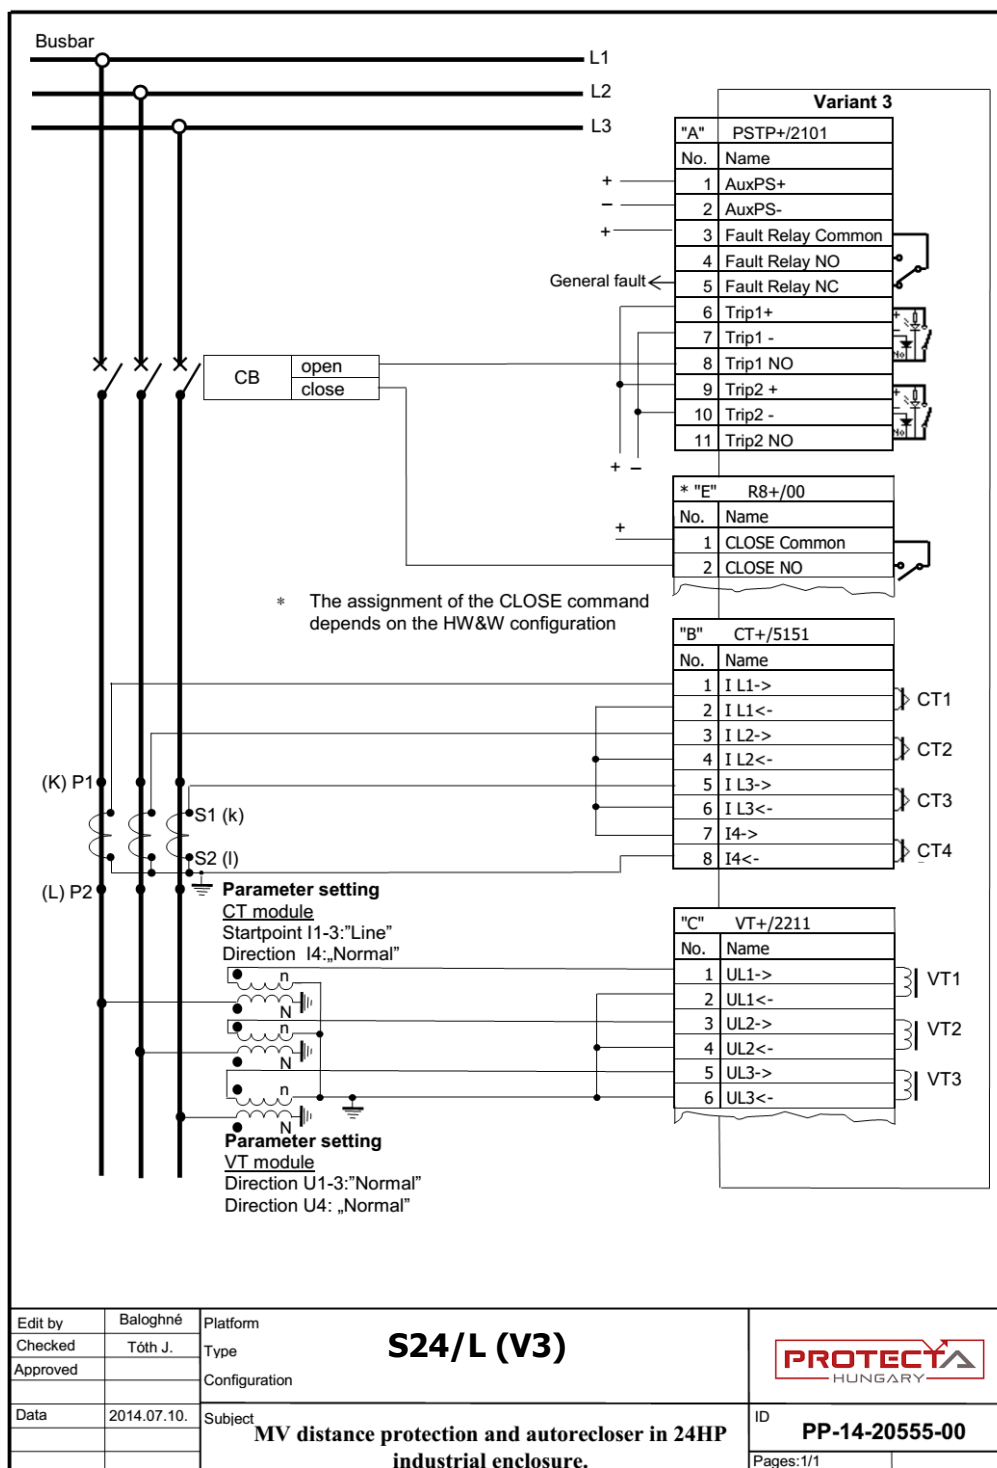 Busbar
L1
L2
L3
Variant 3
"A" PSTP+/2101
No. Name
+ 1 AuxPS+
– 2 AuxPS-
+ 3 Fault Relay Common
4 Fault Relay NO
General fault 5 Fault Relay NC
6 Trip1+
7 Trip1 -
8 Trip1 NO
9 Trip2 +
10 Trip2 -
11 Trip2 NO
+ –
CB open
close
* "E" R8+/00
No. Name
+ 1 CLOSE Common
2 CLOSE NO
* The assignment of the CLOSE command
depends on the HW&W configuration
"B" CT+/5151
No. Name
1 I L1->
2 I L1<-
CT1
3 I L2->
4 I L2<-
CT2
5 I L3->
6 I L3<-
CT3
7 I4->
8 I4<-
CT4
(K) P1
S1 (k)
S2 (l)
(L) P2
Parameter setting
CT module
Startpoint I1-3:"Line"
Direction I4:„Normal”
"C" VT+/2211
No. Name
1 UL1->
2 UL1<-
VT1
3 UL2->
4 UL2<-
VT2
5 UL3->
6 UL3<-
VT3
n
N
n
N
n
N
Parameter setting
VT module
Direction U1-3:”Normal”
Direction U4: „Normal”
Edit by Baloghné
Checked Tóth J.
Approved
Data 2014.07.10.
Platform
Type
Configuration
S24/L (V3)
PROTECTA
HUNGARY
Subject MV distance protection and autorecloser in 24HP
industrial enclosure.
ID PP-14-20555-00
Pages:1/1